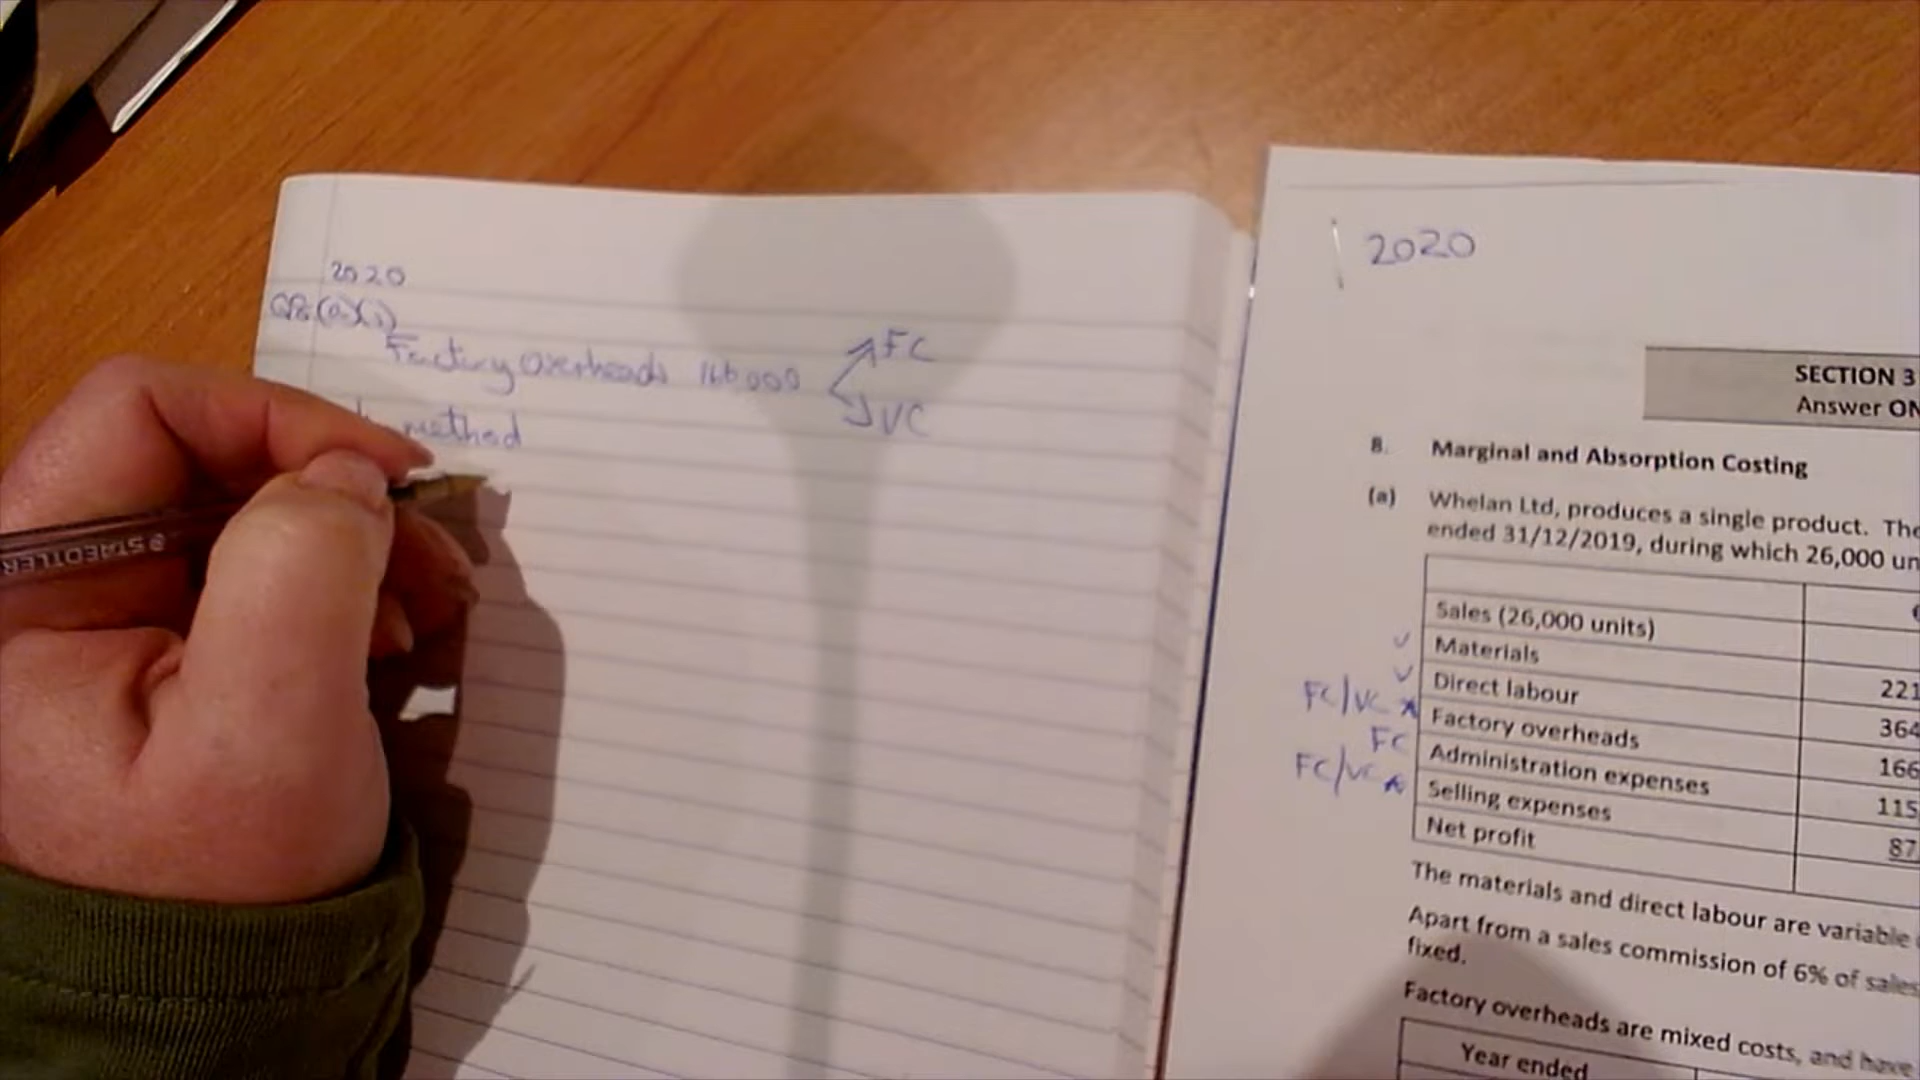 2020
Q8.(a)(i)
Factory Overheads 166,000
FC
VC
method
STAEDTLER
2020
SECTION 3
Answer ON
8. Marginal and Absorption Costing
(a) Whelan Ltd, produces a single product. The
ended 31/12/2019, during which 26,000 un
Sales (26,000 units)
Materials 221
Direct labour 364
FC/VC Factory overheads 166
FC Administration expenses 115
FC/VC Selling expenses 87
Net profit
The materials and direct labour are variable
Apart from a sales commission of 6% of sales
fixed.
Factory overheads are mixed costs, and have
Year ended